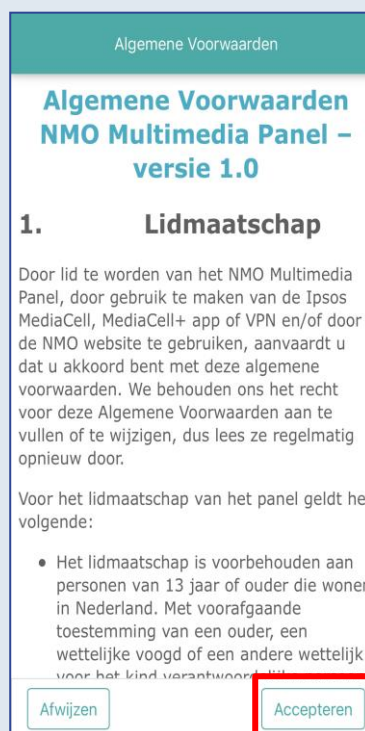 Algemene Voorwaarden
Algemene Voorwaarden
NMO Multimedia Panel –
versie 1.0
1. Lidmaatschap
Door lid te worden van het NMO Multimedia
Panel, door gebruik te maken van de Ipsos
MediaCell, MediaCell+ app of VPN en/of door
de NMO website te gebruiken, aanvaardt u
dat u akkoord bent met deze algemene
voorwaarden. We behouden ons het recht
voor deze Algemene Voorwaarden aan te
vullen of te wijzigen, dus lees ze regelmatig
opnieuw door.
Voor het lidmaatschap van het panel geldt he
volgende:
• Het lidmaatschap is voorbehouden aan
personen van 13 jaar of ouder die woner
in Nederland. Met voorafgaande
toestemming van een ouder, een
wettelijke voogd of een andere wettelijk
voor het kind
Afwijzen
Accepteren